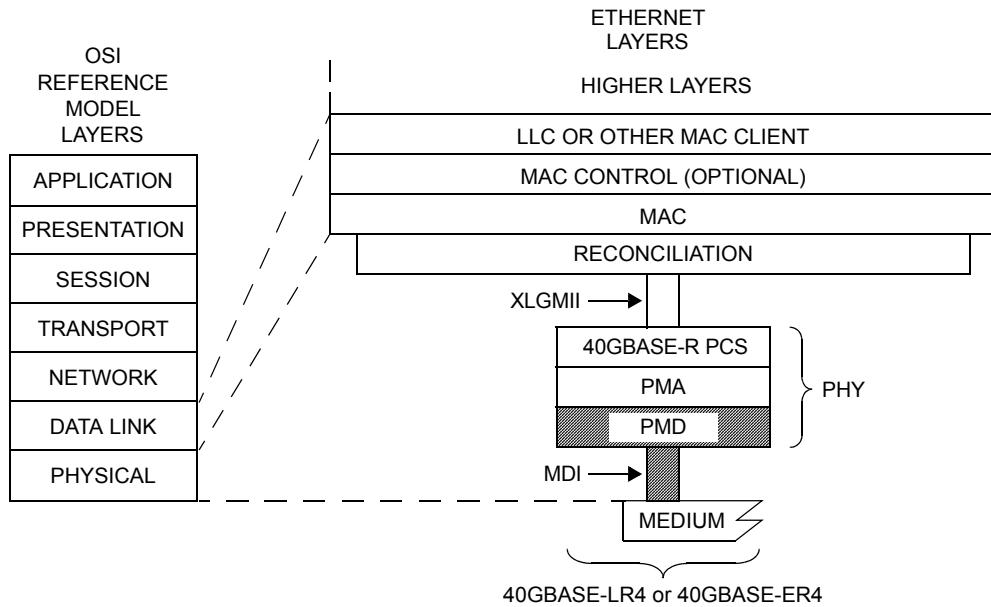 ETHERNET
LAYERS
OSI
REFERENCE
MODEL
LAYERS
HIGHER LAYERS
LLC OR OTHER MAC CLIENT
MAC CONTROL (OPTIONAL)
MAC
RECONCILIATION
APPLICATION
PRESENTATION
SESSION
TRANSPORT
NETWORK
DATA LINK
PHYSICAL
XLGMII
40GBASE-R PCS
PMA
PMD
PHY
MDI
MEDIUM
40GBASE-LR4 or 40GBASE-ER4